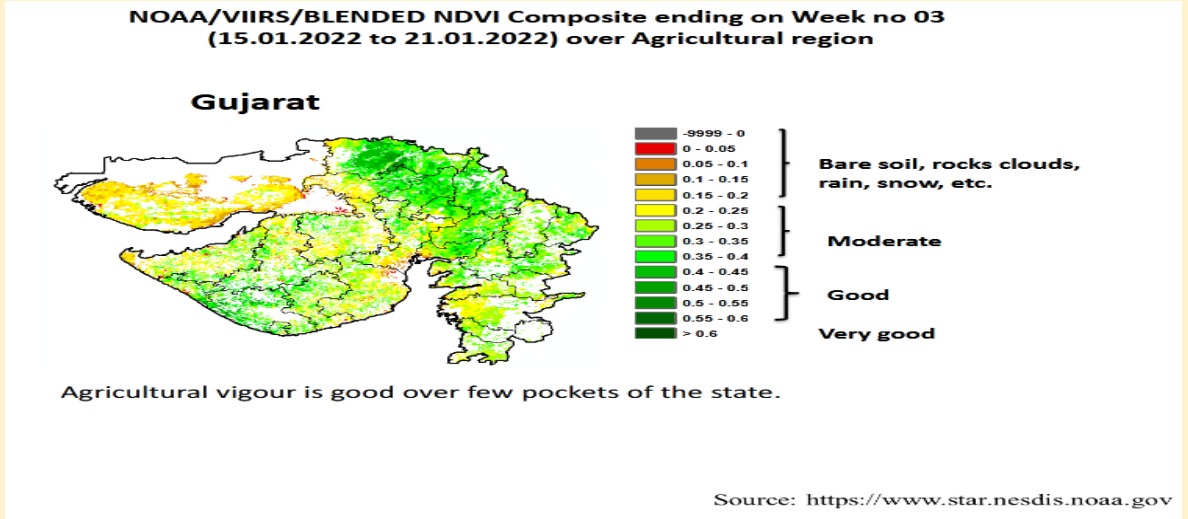 NOAA/VIIRS/BLENDED NDVI Composite ending on Week no 03
(15.01.2022 to 21.01.2022) over Agricultural region
Gujarat
-9999 - 0
0 - 0.05
0.05 - 0.1
0.1 - 0.15
0.15 - 0.2
0.2 - 0.25
0.25 - 0.3
0.3 - 0.35
0.35 - 0.4
0.4 - 0.45
0.45 - 0.5
0.5 - 0.55
0.55 - 0.6
> 0.6
Bare soil, rocks clouds,
rain, snow, etc.
Moderate
Good
Very good
Agricultural vigour is good over few pockets of the state.
Source: https://www.star.nesdis.noaa.gov